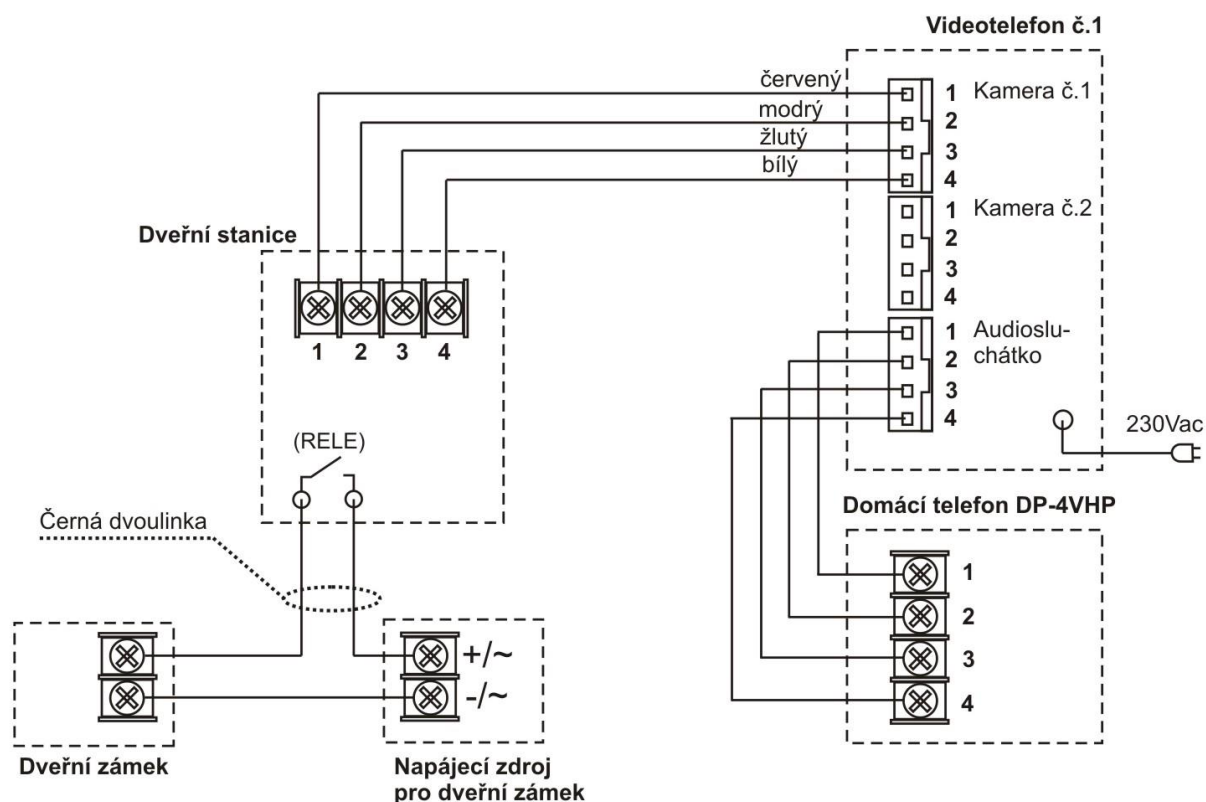 Videotelefon č.1
červený
1 Kamera č.1
modrý
2
žlutý
3
bílý
4
1 Kamera č.2
2
3
4
Dveřní stanice
1 2 3 4
1 Audioslu-
2 chátko
3
4
230Vac
(RELE)
Černá dvoulinka
Domácí telefon DP-4VHP
1
2
3
4
+/~
-/~
Dveřní zámek
Napájecí zdroj
pro dveřní zámek